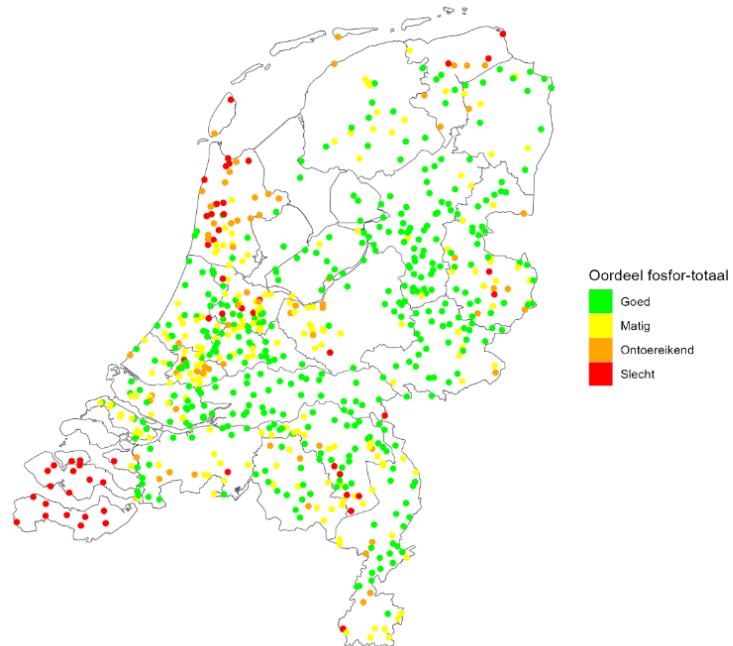 Oordeel fosfor-totaal
Goed
Matig
Ontoereikend
Slecht